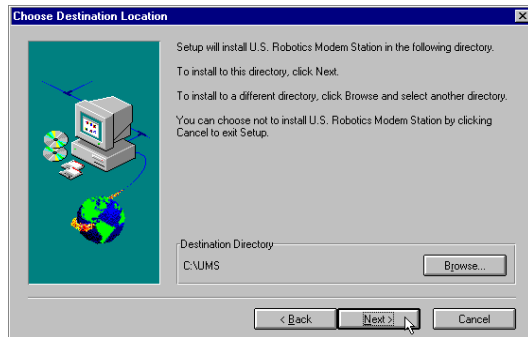 Choose Destination Location
Setup will install U.S. Robotics Modem Station in the following directory.
To install to this directory, click Next.
To install to a different directory, click Browse and select another directory.
You can choose not to install U.S. Robotics Modem Station by clicking
Cancel to exit Setup.
Destination Directory
C:\UMS
Browse...
< Back
Next >
Cancel